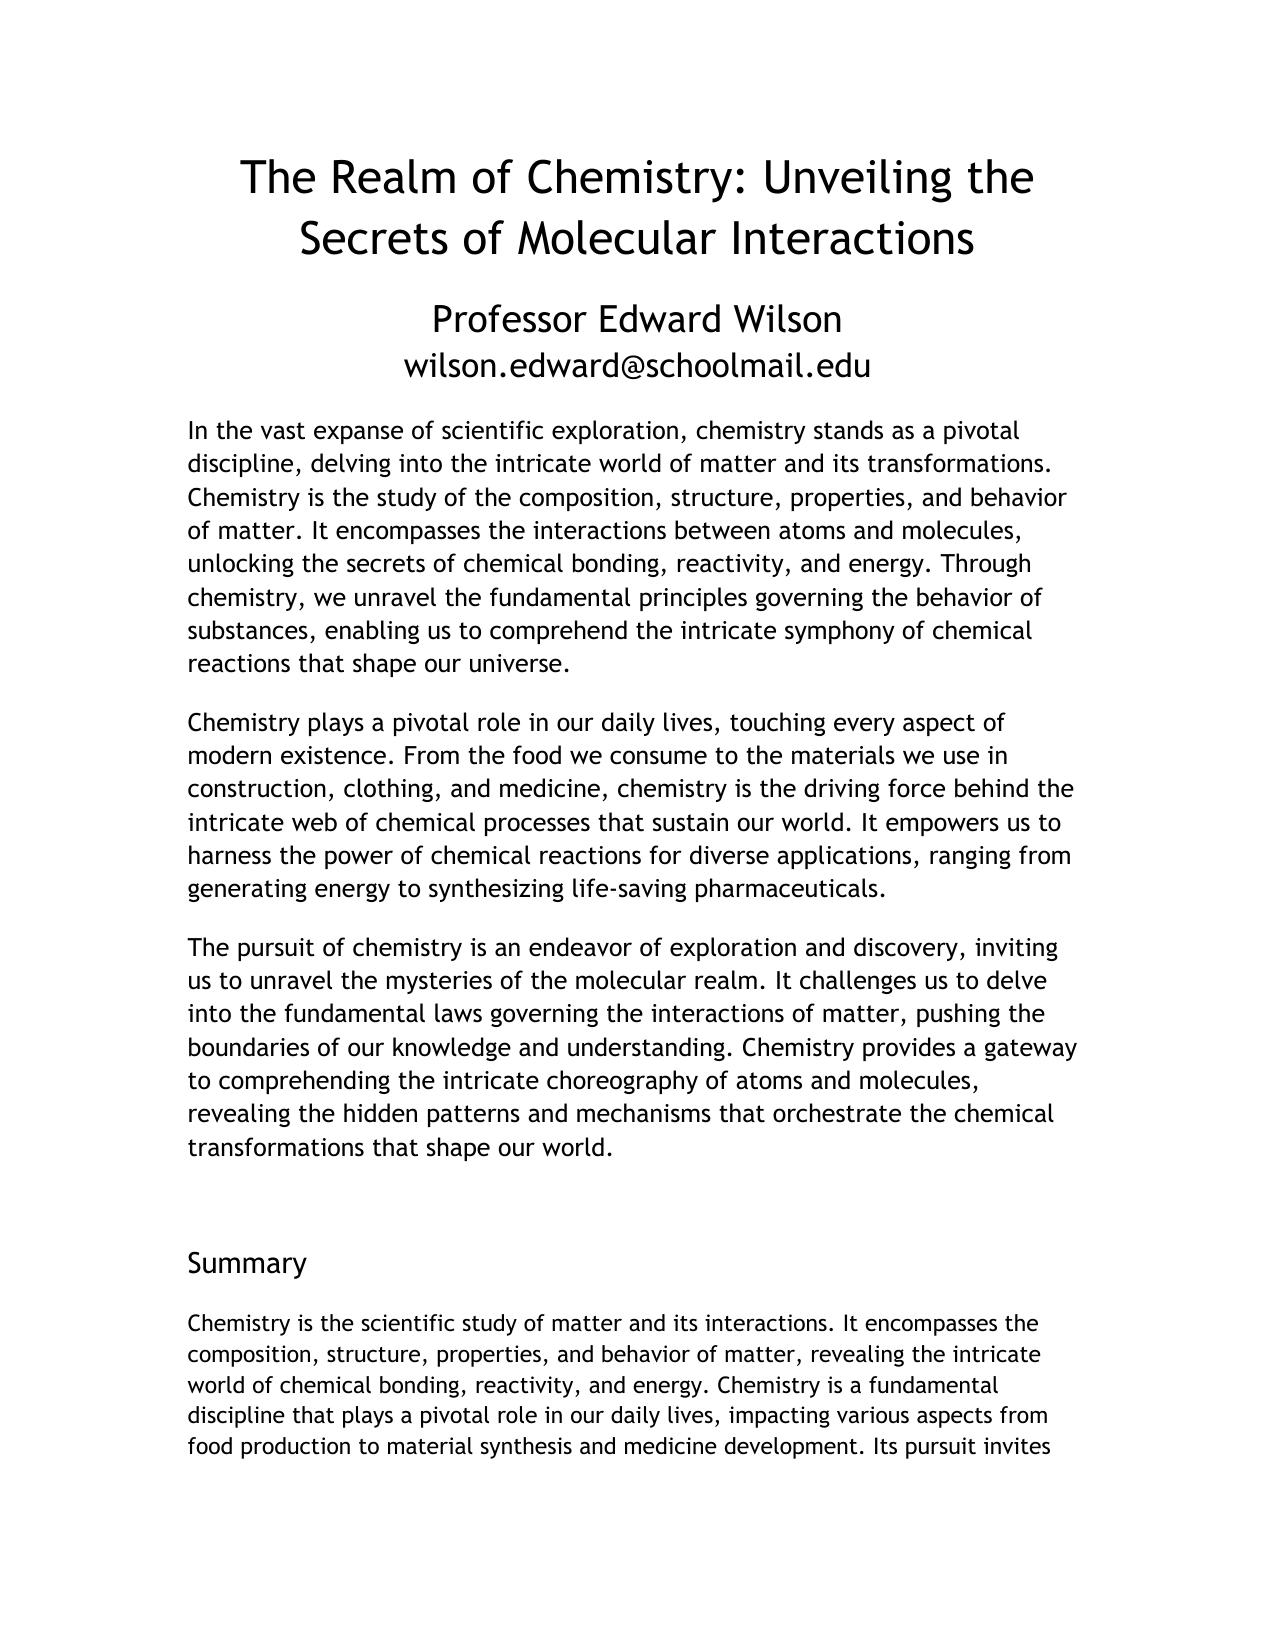 The Realm of Chemistry: Unveiling the
Secrets of Molecular Interactions
Professor Edward Wilson
wilson.edward@schoolmail.edu
In the vast expanse of scientific exploration, chemistry stands as a pivotal
discipline, delving into the intricate world of matter and its transformations.
Chemistry is the study of the composition, structure, properties, and behavior
of matter. It encompasses the interactions between atoms and molecules,
unlocking the secrets of chemical bonding, reactivity, and energy. Through
chemistry, we unravel the fundamental principles governing the behavior of
substances, enabling us to comprehend the intricate symphony of chemical
reactions that shape our universe.
Chemistry plays a pivotal role in our daily lives, touching every aspect of
modern existence. From the food we consume to the materials we use in
construction, clothing, and medicine, chemistry is the driving force behind the
intricate web of chemical processes that sustain our world. It empowers us to
harness the power of chemical reactions for diverse applications, ranging from
generating energy to synthesizing life-saving pharmaceuticals.
The pursuit of chemistry is an endeavor of exploration and discovery, inviting
us to unravel the mysteries of the molecular realm. It challenges us to delve
into the fundamental laws governing the interactions of matter, pushing the
boundaries of our knowledge and understanding. Chemistry provides a gateway
to comprehending the intricate choreography of atoms and molecules,
revealing the hidden patterns and mechanisms that orchestrate the chemical
transformations that shape our world.
Summary
Chemistry is the scientific study of matter and its interactions. It encompasses the
composition, structure, properties, and behavior of matter, revealing the intricate
world of chemical bonding, reactivity, and energy. Chemistry is a fundamental
discipline that plays a pivotal role in our daily lives, impacting various aspects from
food production to material synthesis and medicine development. Its pursuit invites